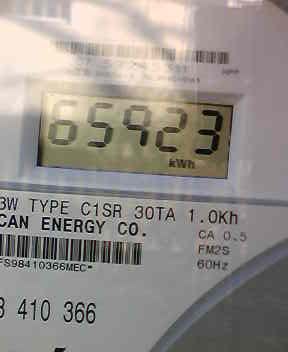 65923
kWh
3W TYPE C1SR 30TA 1.0Kh
CAN ENERGY CO.
CA 0.5
FM2S
60Hz
FS98410366MEC
3 410 366